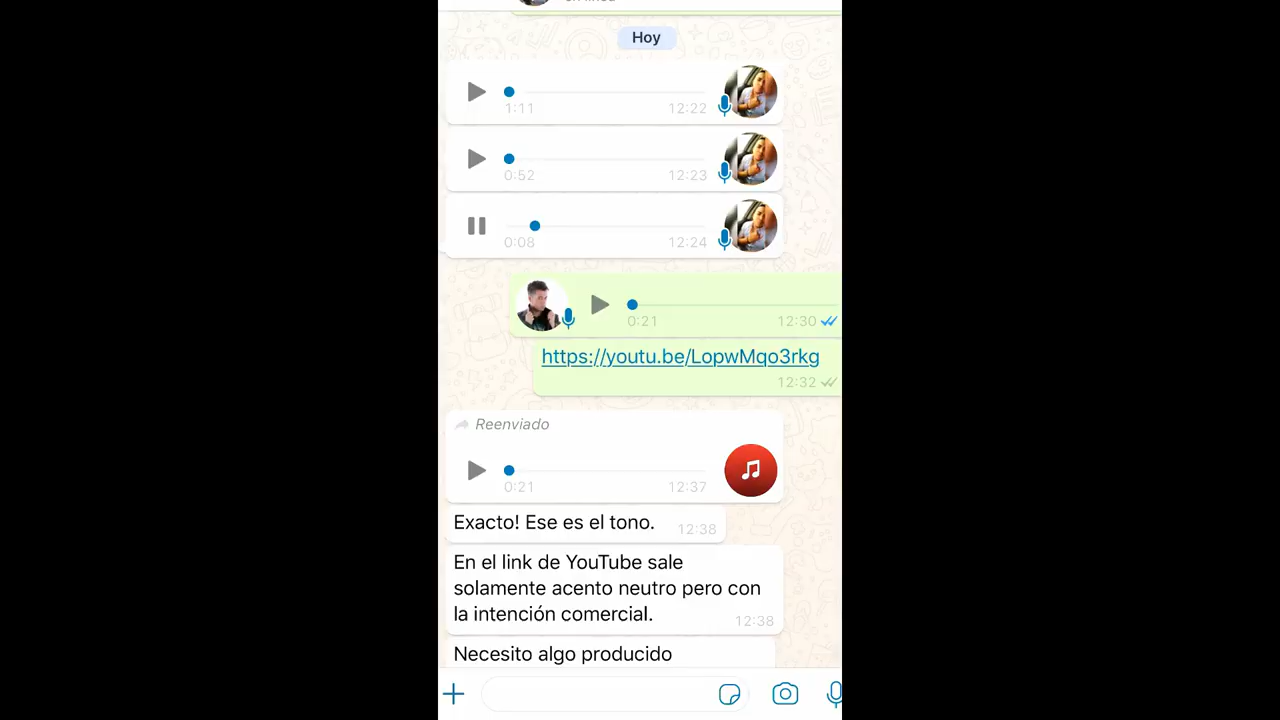 Hoy
1:11 12:22
0:52 12:23
0:08 12:24
0:21 12:30
https://youtu.be/LopwMqo3rkg
12:32
Reenviado
0:21 12:37
Exacto! Ese es el tono. 12:38
En el link de YouTube sale
solamente acento neutro pero con
la intención comercial. 12:38
Necesito algo producido